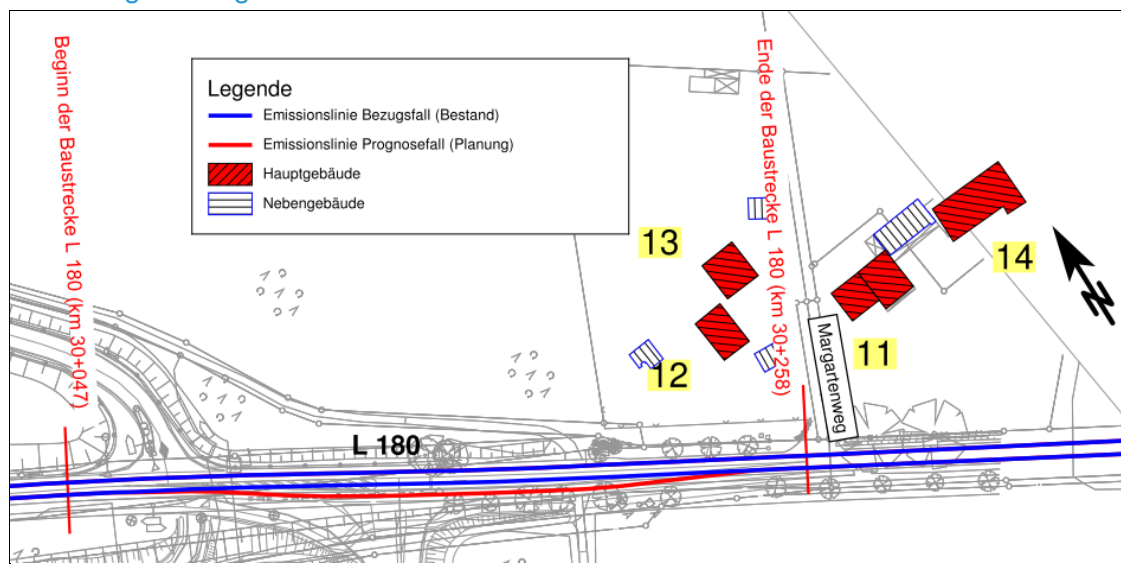 Beginn der Baustrecke L 180 (km 30+047)
Legende
Emissionslinie Bezugsfall (Bestand)
Emissionslinie Prognosefall (Planung)
Hauptgebäude
Nebengebäude
Ende der Baustrecke L 180 (km 30+258)
13
14
12
11
Margartenweg
L 180
N